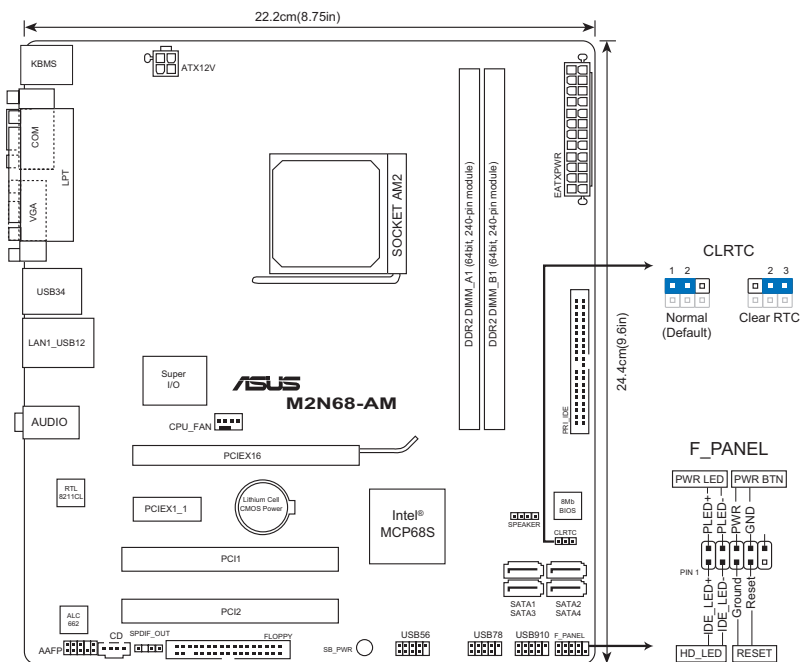 22.2cm(8.75in)
KBMS
ATX12V
COM
LPT
VGA
SOCKET AM2
DDR2 DIMM_A1 (64bit, 240-pin module)
DDR2 DIMM_B1 (64bit, 240-pin module)
EATXPWR
24.4cm(9.6in)
CLRTC
1 2
2 3
Normal
(Default)
Clear RTC
USB34
LAN1_USB12
AUDIO
Super
I/O
ASUS
M2N68-AM
CPU_FAN
PRI_IDE
PCIEX16
RTL
8211CL
PCIEX1_1
Lithium Cell
CMOS Power
Intel®
MCP68S
SPEAKER
8Mb
BIOS
CLRTC
PCI1
SATA1
SATA3
SATA2
SATA4
PCI2
ALC
662
AAFP
CD
SPDIF_OUT
FLOPPY
SB_PWR
USB56
USB78
USB910
F_PANEL
F_PANEL
PWR LED
PWR BTN
PLED+
PLED-
PWR
GND
PIN 1
IDE_LED+
IDE_LED-
Ground
Reset
HD_LED
RESET